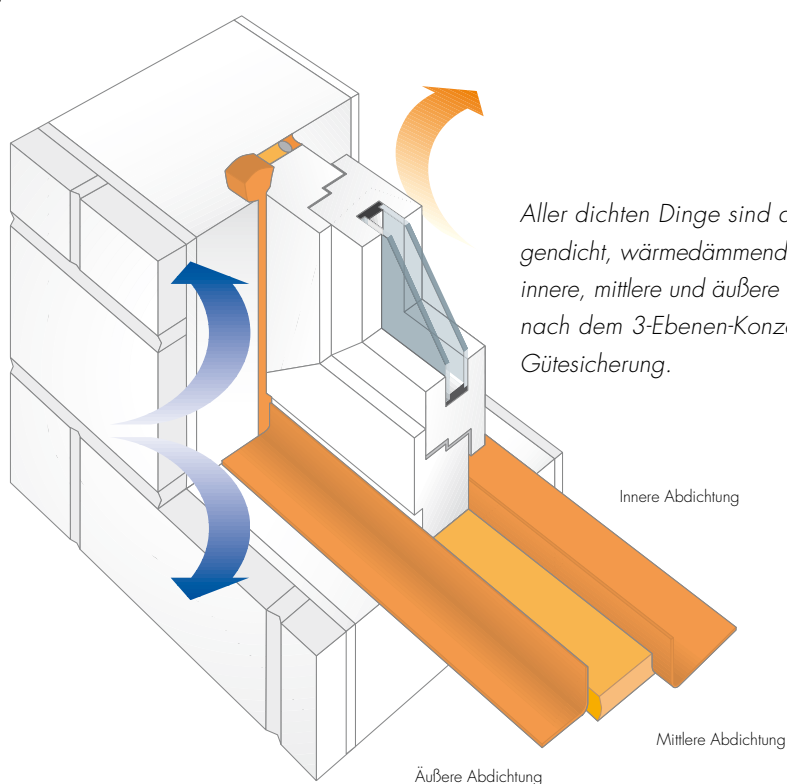 Aller dichten Dinge sind
gendicht, wärmedämmend
innere, mittlere und äußere
nach dem 3-Ebenen-Konz
Gütesicherung.
Innere Abdichtung
Mittlere Abdichtung
Äußere Abdichtung